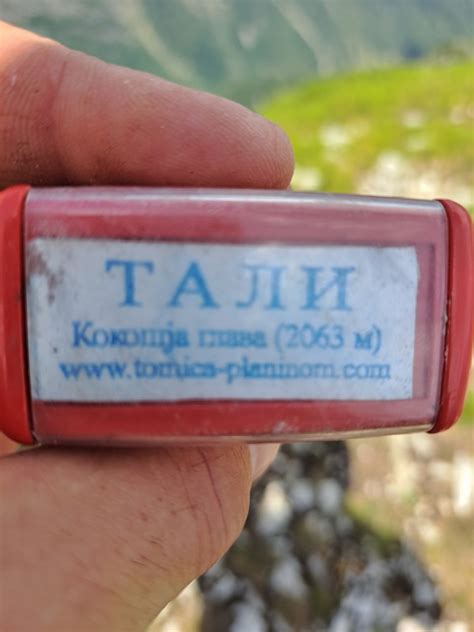 ТАЛИ
Кокошја глава (2063 м)
www.tomica-planinom.com